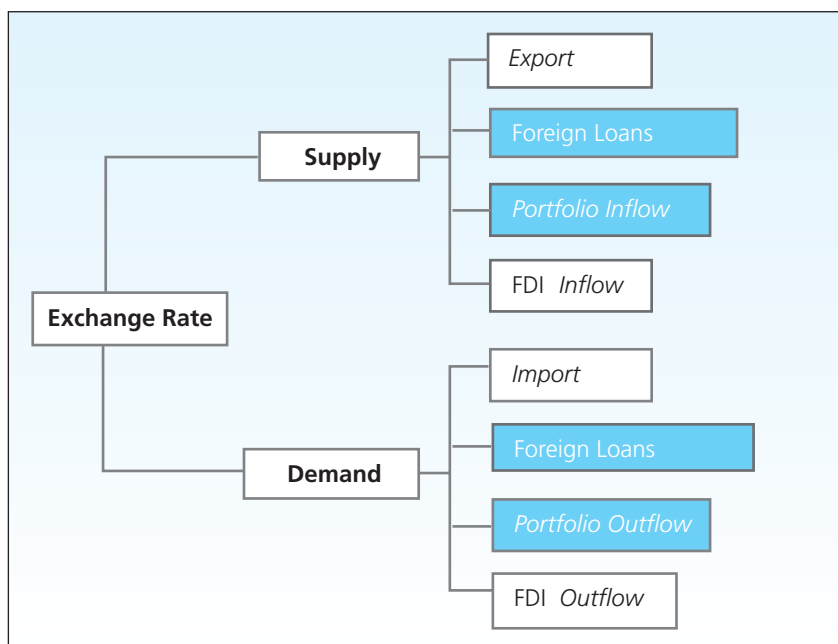 Export
Foreign Loans
Supply
Portfolio Inflow
FDI Inflow
Exchange Rate
Import
Foreign Loans
Demand
Portfolio Outflow
FDI Outflow